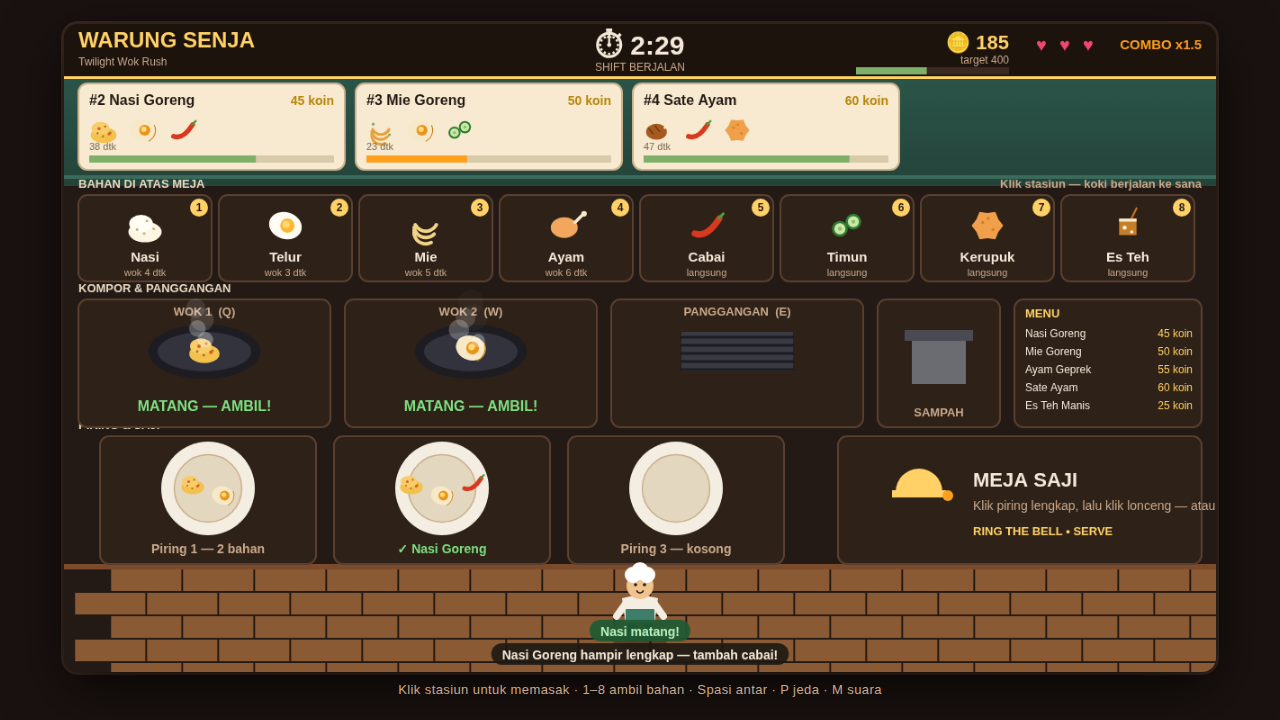 WARUNG SENJA
Twilight Wok Rush
2:29
SHIFT BERJALAN
185
target 400
COMBO x1.5
#2 Nasi Goreng 45 koin
38 dtk
#3 Mie Goreng 50 koin
23 dtk
#4 Sate Ayam 60 koin
47 dtk
BAHAN DI ATAS MEJA
Klik stasiun — koki berjalan ke sana
1
Nasi
wok 4 dtk
2
Telur
wok 3 dtk
3
Mie
wok 5 dtk
4
Ayam
wok 6 dtk
5
Cabai
langsung
6
Timun
langsung
7
Kerupuk
langsung
8
Es Teh
langsung
KOMPOR & PANGGANGAN
WOK 1 (Q)
MATANG — AMBIL!
WOK 2 (W)
MATANG — AMBIL!
PANGGANGAN (E)
SAMPAH
MENU
Nasi Goreng 45 koin
Mie Goreng 50 koin
Ayam Geprek 55 koin
Sate Ayam 60 koin
Es Teh Manis 25 koin
Piring 1 — 2 bahan
✓ Nasi Goreng
Piring 3 — kosong
MEJA SAJI
Klik piring lengkap, lalu klik lonceng — atau
RING THE BELL • SERVE
Nasi matang!
Nasi Goreng hampir lengkap — tambah cabai!
Klik stasiun untuk memasak · 1–8 ambil bahan · Spasi antar · P jeda · M suara